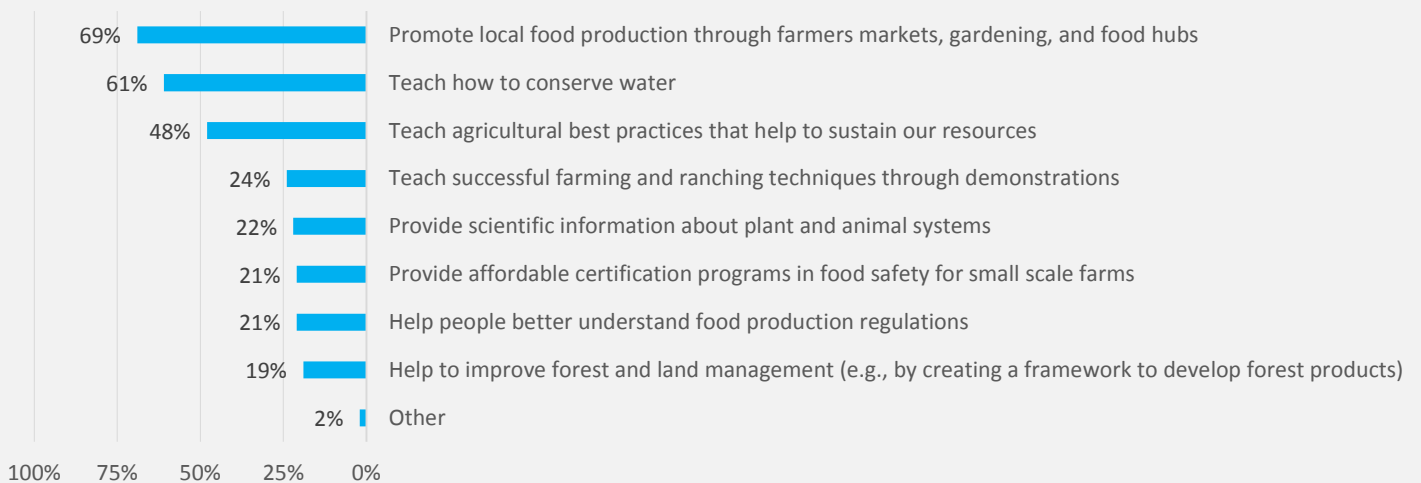 69% Promote local food production through farmers markets, gardening, and food hubs
61% Teach how to conserve water
48% Teach agricultural best practices that help to sustain our resources
24% Teach successful farming and ranching techniques through demonstrations
22% Provide scientific information about plant and animal systems
21% Provide affordable certification programs in food safety for small scale farms
21% Help people better understand food production regulations
19% Help to improve forest and land management (e.g., by creating a framework to develop forest products)
2% Other
100% 75% 50% 25% 0%